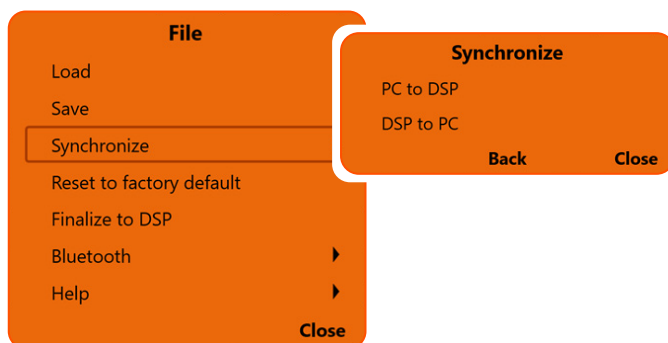 File
Load
Save
Synchronize
Reset to factory default
Finalize to DSP
Bluetooth
Help
Close
Synchronize
PC to DSP
DSP to PC
Back Close